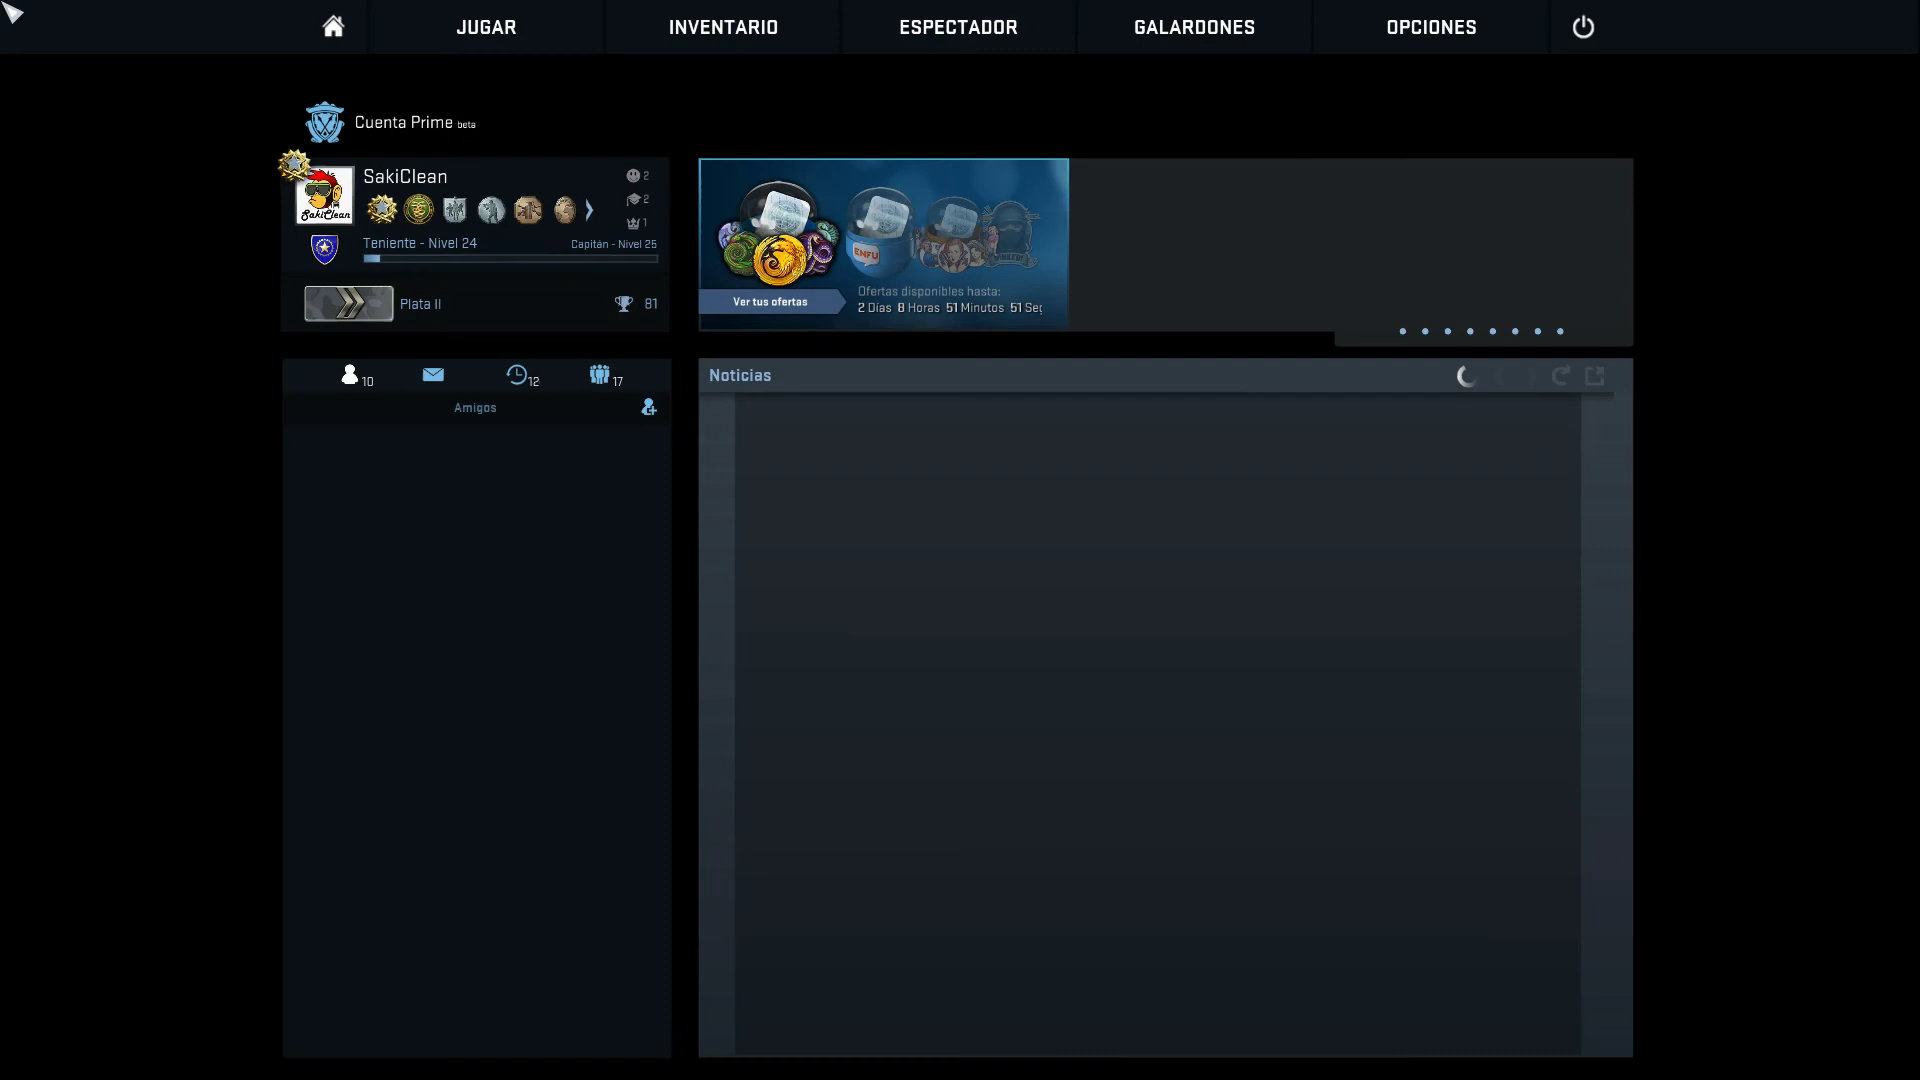 JUGAR INVENTARIO ESPECTADOR GALARDONES OPCIONES
Cuenta Prime beta
SakiClean
2
2
1
SakiClean
Teniente - Nivel 24 Capitán - Nivel 25
Plata II 81
ENFU
Ver tus ofertas
Ofertas disponibles hasta:
2 Días 8 Horas 51 Minutos 51 Seg
10 12 17
Amigos
Noticias